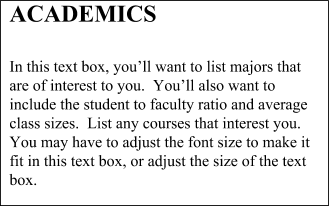 ACADEMICS
In this text box, you’ll want to list majors that
are of interest to you.  You’ll also want to
include the student to faculty ratio and average
class sizes.  List any courses that interest you.
You may have to adjust the font size to make it
fit in this text box, or adjust the size of the text
box.